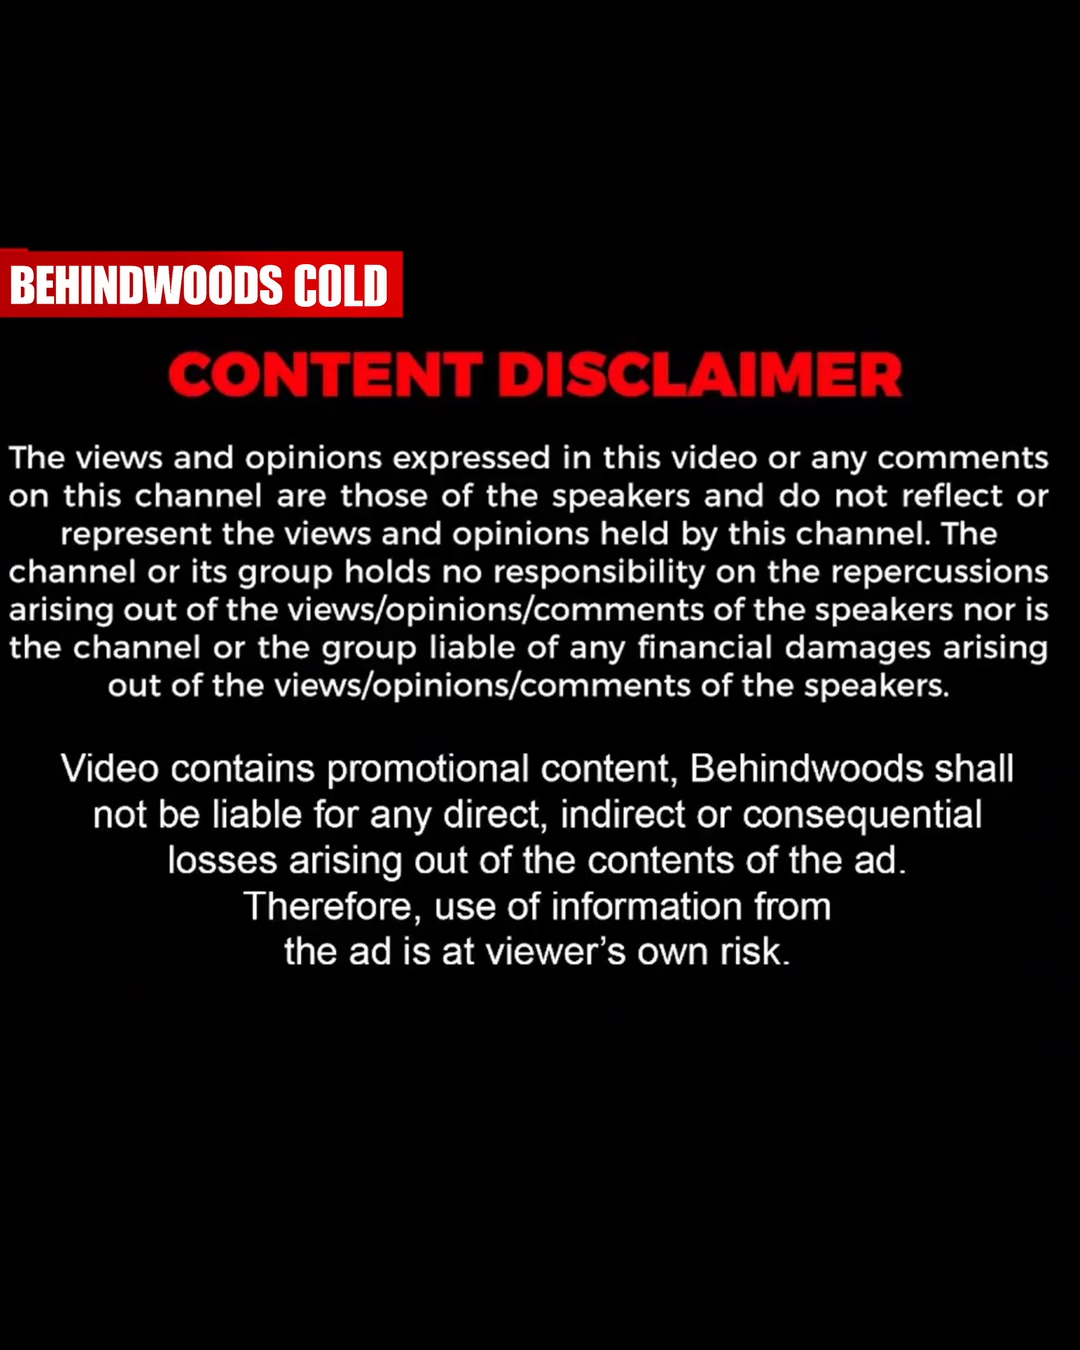 BEHINDWOODS COLD
CONTENT DISCLAIMER
The views and opinions expressed in this video or any comments
on this channel are those of the speakers and do not reflect or
represent the views and opinions held by this channel. The
channel or its group holds no responsibility on the repercussions
arising out of the views/opinions/comments of the speakers nor is
the channel or the group liable of any financial damages arising
out of the views/opinions/comments of the speakers.
Video contains promotional content, Behindwoods shall
not be liable for any direct, indirect or consequential
losses arising out of the contents of the ad.
Therefore, use of information from
the ad is at viewer’s own risk.